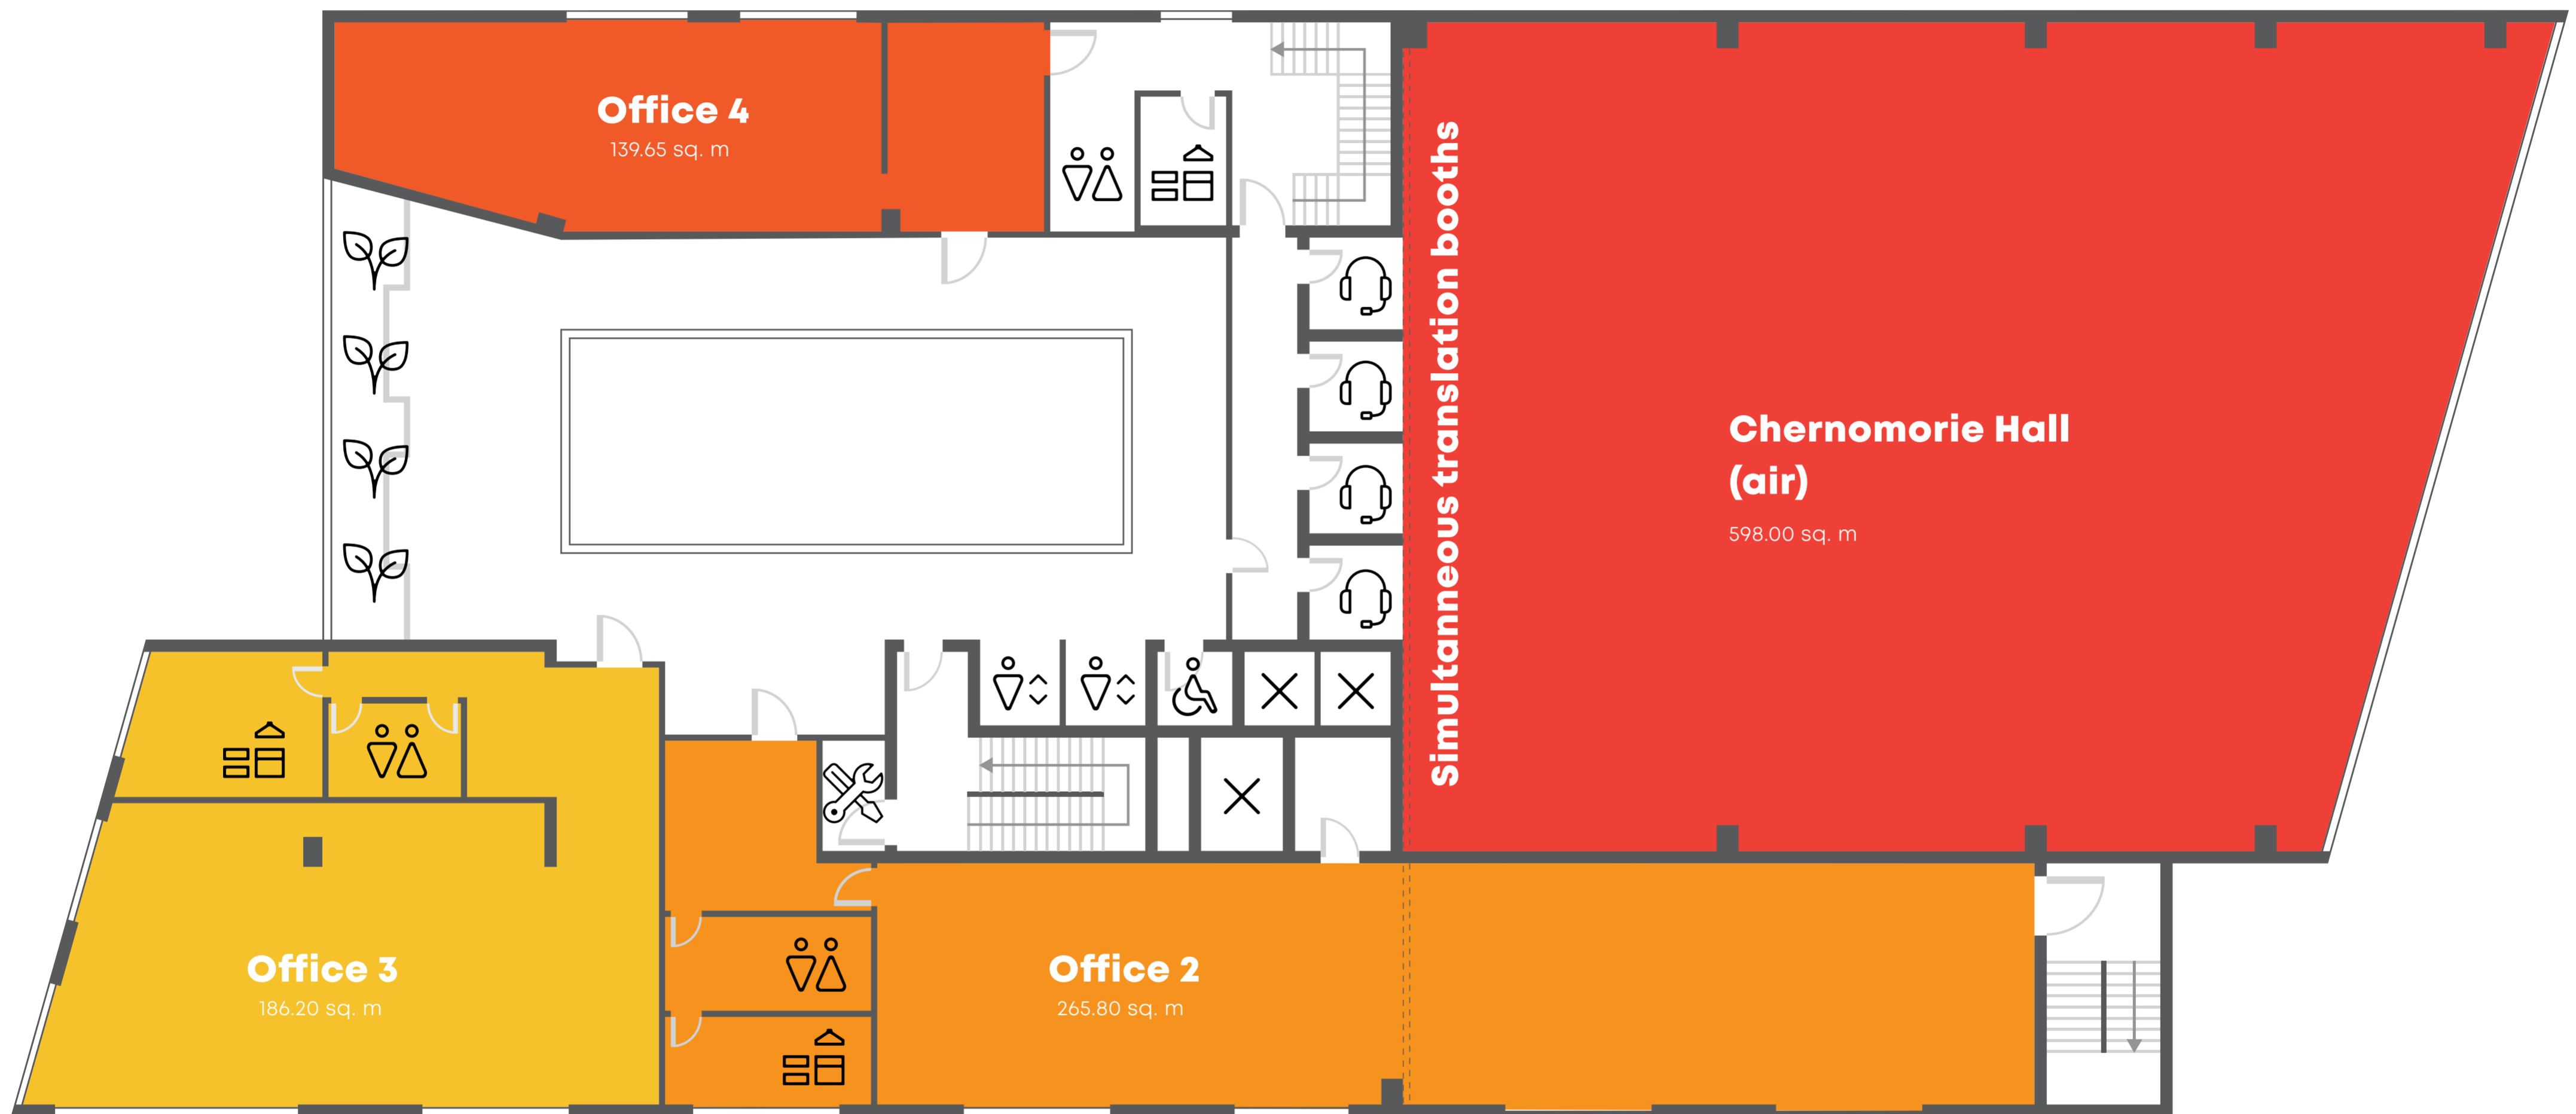 Office 4
139.65 sq. m
Simultanneous translation booths
Chernomorie Hall
(air)
598.00 sq. m
Office 3
186.20 sq. m
Office 2
265.80 sq. m